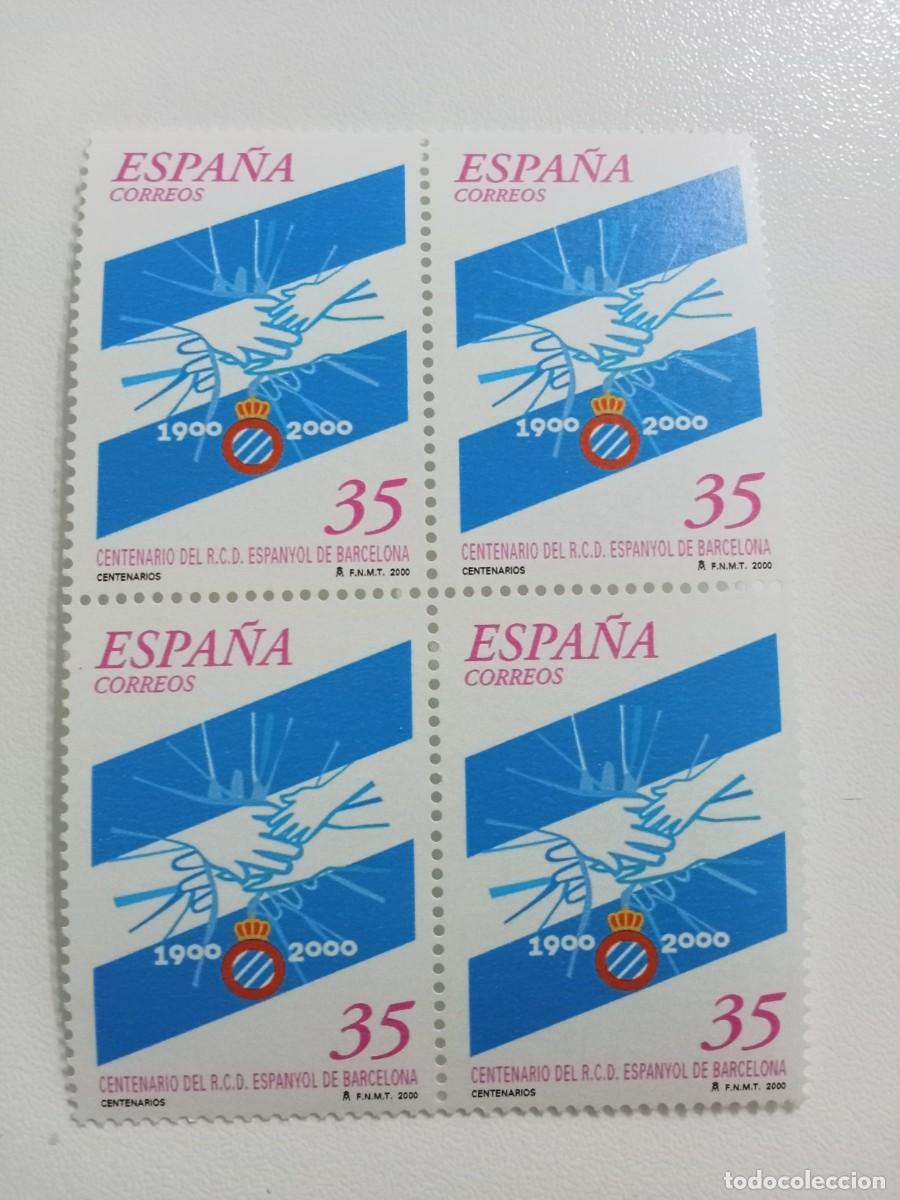 ESPAÑA
CORREOS
1900 2000
35
CENTENARIO DEL R.C.D. ESPANYOL DE BARCELONA
CENTENARIOS F.N.M.T. 2000
ESPAÑA
CORREOS
1900 2000
35
CENTENARIO DEL R.C.D. ESPANYOL DE BARCELONA
CENTENARIOS F.N.M.T. 2000
ESPAÑA
CORREOS
1900 2000
35
CENTENARIO DEL R.C.D. ESPANYOL DE BARCELONA
CENTENARIOS F.N.M.T. 2000
ESPAÑA
CORREOS
1900 2000
35
CENTENARIO DEL R.C.D. ESPANYOL DE BARCELONA
CENTENARIOS F.N.M.T. 2000
todocoleccion